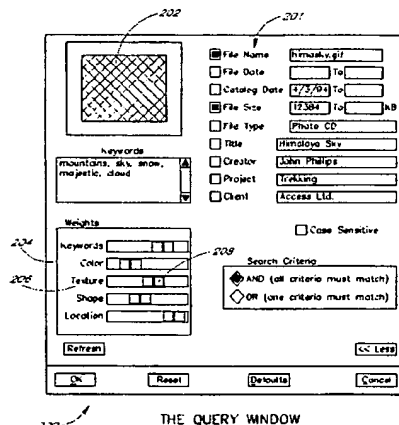 202
201
File Name himasky.gif
File Date To
Catalog Date 4/3/94 To
File Size 12384 To KB
File Type Photo CD
Title Himalaya Sky
Creator John Phillips
Project Trekking
Client Access Ltd.
Keywords
mountains, sky, snow,
majestic, cloud
Case Sensitive
Weights
204
206
208
Keywords
Color
Texture
Shape
Location
Search Criteria
AND (all criteria must match)
OR (one criteria must match)
Refresh
<< Less
OK Reset Defaults Cancel
THE QUERY WINDOW